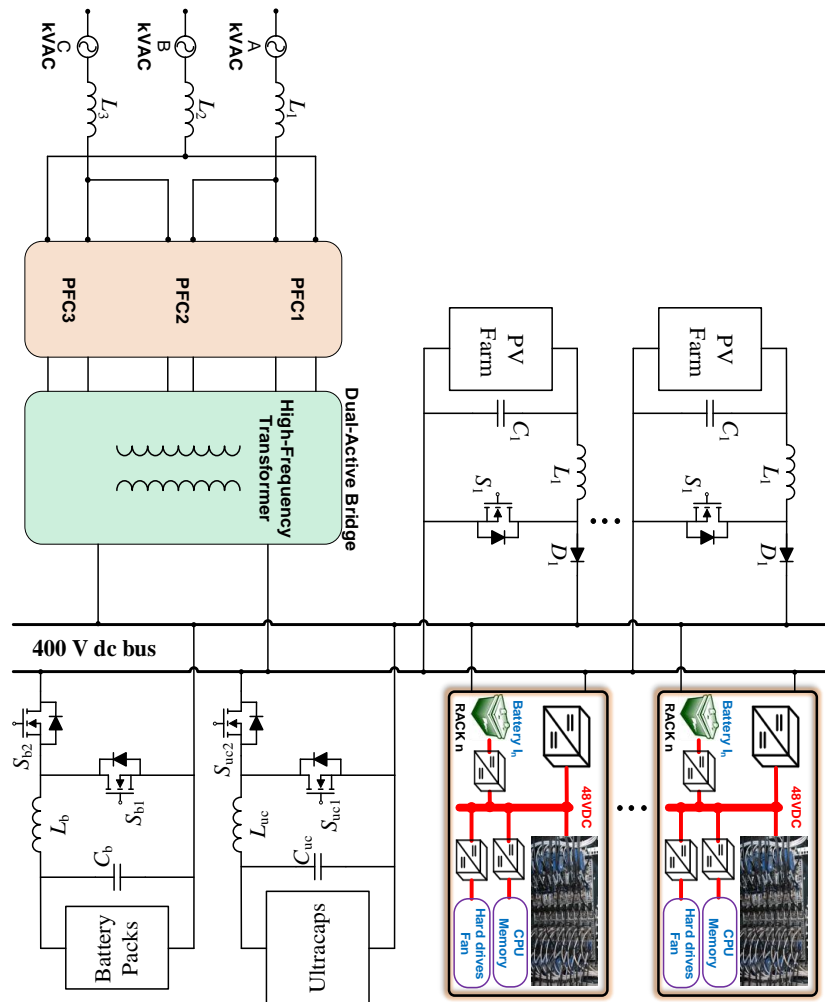 A
kVAC
B
kVAC
C
kVAC
L1
L2
L3
PFC1
PFC2
PFC3
Dual-Active Bridge
High-Frequency
Transformer
PV
Farm
C1
L1
S1
D1
PV
Farm
C1
L1
S1
D1
400 V dc bus
Sb2
Sb1
Lb
Cb
Battery
Packs
Suc2
Suc1
Luc
Cuc
Ultracaps
RACK n
Battery In
48VDC
CPU
Memory
Hard drives
Fan
RACK n
Battery In
48VDC
CPU
Memory
Hard drives
Fan